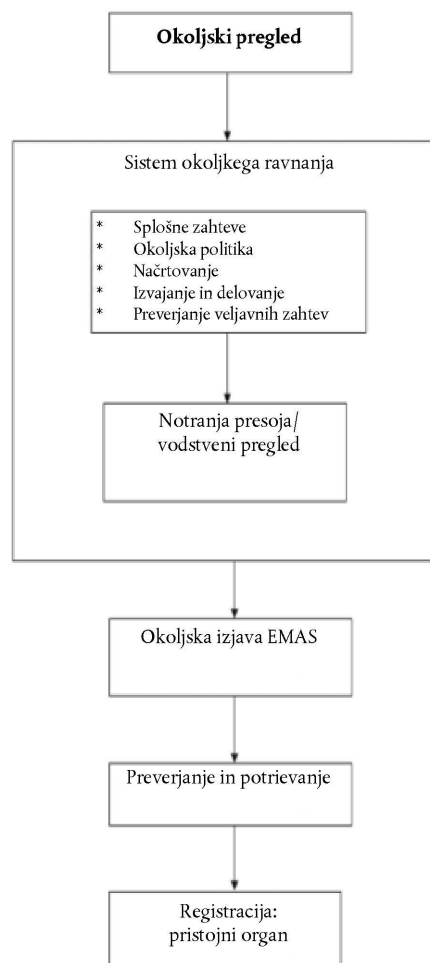 Okoljski pregled
Sistem okoljkega ravnanja
* Splošne zahteve
* Okoljska politika
* Načrtovanje
* Izvajanje in delovanje
* Preverjanje veljavnih zahtev
Notranja presoja/
vodstveni pregled
Okoljska izjava EMAS
Preverjanje in potrievanje
Registracija:
pristojni organ